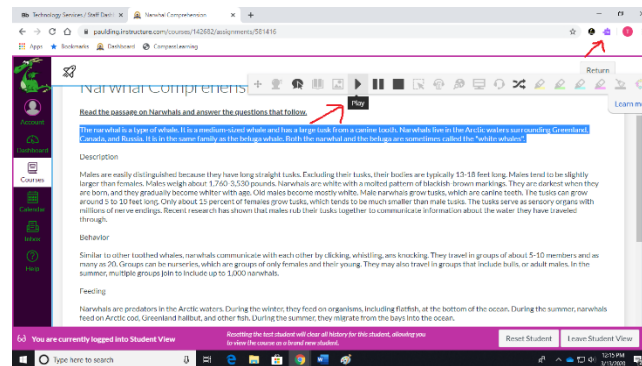 Technology Services / Staff Dashb
Narwhal Comprehension
paulding.instructure.com/courses/142682/assignments/581416
Apps
Bookmarks
Dashboard
CompassLearning
Return
Narwhal Comprehens
Play
Learn mo
Read the passage on Narwhals and answer the questions that follow.
The narwhal is a type of whale. It is a medium-sized whale and has a large tusk from a canine tooth. Narwhals live in the Arctic waters surrounding Greenland,
Canada, and Russia. It is in the same family as the beluga whale. Both the narwhal and the beluga are sometimes called the "white whales".
Description
Males are easily distinguished because they have long straight tusks. Excluding their tusks, their bodies are typically 13-18 feet long. Males tend to be slightly
larger than females. Males weigh about 1,760-3,530 pounds. Narwhals are white with a molted pattern of blackish-brown markings. They are darkest when they
are born, and they gradually become whiter with age. Old males become mostly white. Male narwhals grow tusks, which are canine teeth. The tusks can grow
around 5 to 10 feet long. Only about 15 percent of females grow tusks, which tends to be much smaller than male tusks. The tusks serve as sensory organs with
millions of nerve endings. Recent research has shown that males rub their tusks together to communicate information about the water they have traveled
through.
Behavior
Similar to other toothed whales, narwhals communicate with each other by clicking, whistling, ans knocking. They travel in groups of about 5-10 members and as
many as 20. Groups can be nurseries, which are groups of only females and their young. They may also travel in groups that include bulls, or adult males. In the
summer, multiple groups join to include up to 1,000 narwhals.
Feeding
Narwhals are predators in the Arctic waters. During the winter, they feed on organisms, including flatfish, at the bottom of the ocean. During the summer, narwhals
feed on Arctic cod, Greenland halibut, and other fish. During the summer, they migrate from the bays into the ocean.
Account
Dashboard
Courses
Calendar
Inbox
Help
You are currently logged into Student View
Resetting the test student will clear all history for this student, allowing you
to view the course as a brand new student.
Reset Student
Leave Student View
Type here to search
12:15 PM
3/13/2020